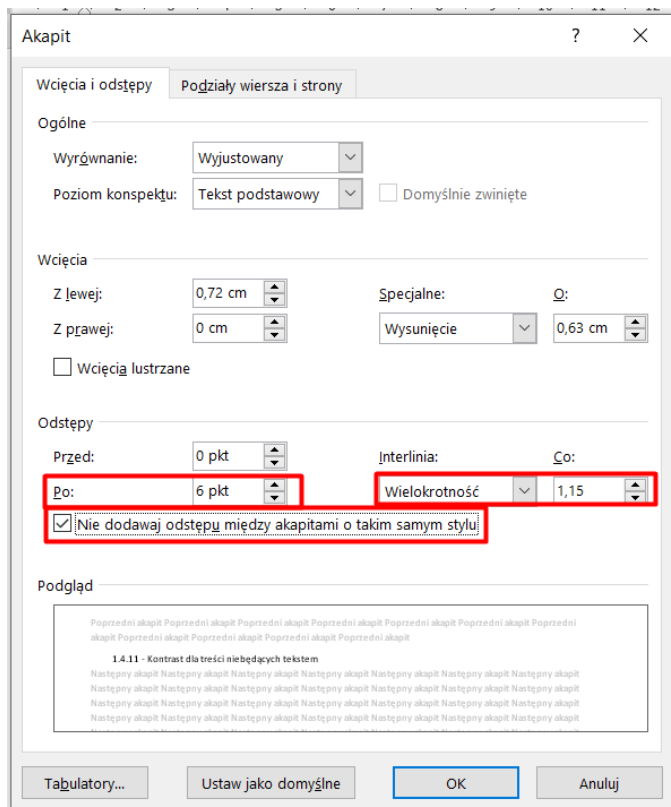 Akapit ? ×
Wcięcia i odstępy Podziały wiersza i strony
Ogólne
Wyrównanie: Wyjustowany
Poziom konspektu: Tekst podstawowy Domyślnie zwinięte
Wcięcia
Z lewej: 0,72 cm Specjalne: O:
Z prawej: 0 cm Wysunięcie 0,63 cm
Wcięcia lustrzane
Odstępy
Przed: 0 pkt Interlinia: Co:
Po: 6 pkt Wielokrotność 1,15
Nie dodawaj odstępu między akapitami o takim samym stylu
Podgląd
Poprzedni akapit Poprzedni akapit Poprzedni akapit Poprzedni akapit Poprzedni akapit Poprzedni akapit Poprzedni
akapit Poprzedni akapit Poprzedni akapit Poprzedni akapit Poprzedni akapit
1.4.11 - Kontrast dla treści niebędących tekstem
Następny akapit Następny akapit Następny akapit Następny akapit Następny akapit Następny akapit Następny akapit
Następny akapit Następny akapit Następny akapit Następny akapit Następny akapit Następny akapit Następny akapit
Następny akapit Następny akapit Następny akapit Następny akapit Następny akapit Następny akapit Następny akapit
Następny akapit Następny akapit Następny akapit Następny akapit Następny akapit Następny akapit Następny akapit
Tabulatory... Ustaw jako domyślne OK Anuluj